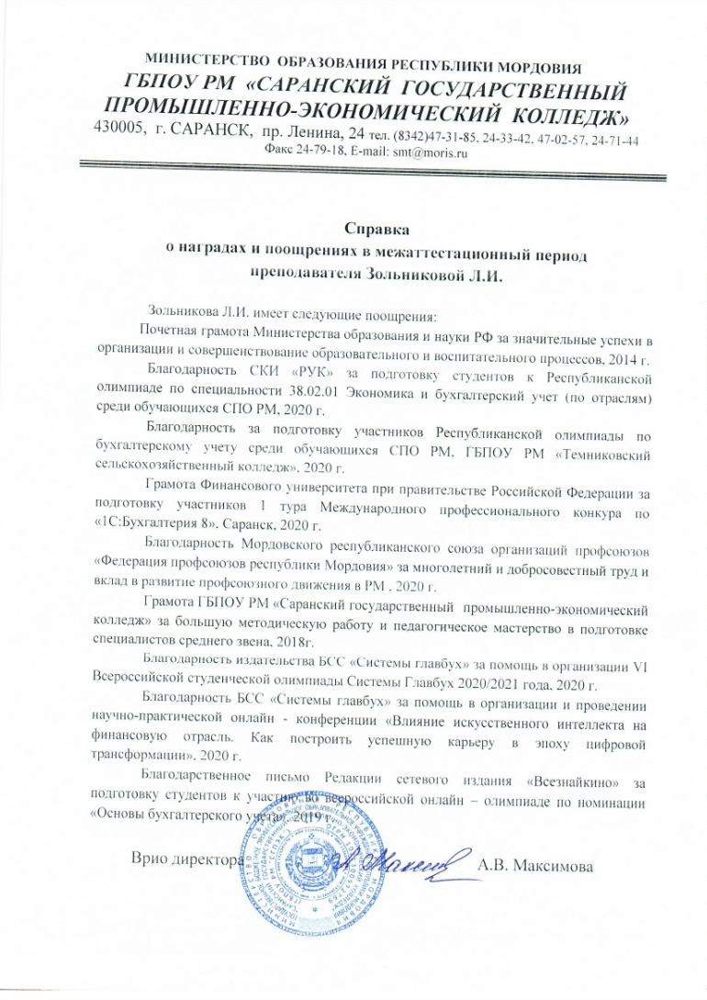 МИНИСТЕРСТВО ОБРАЗОВАНИЯ РЕСПУБЛИКИ МОРДОВИЯ
ГБПОУ РМ «САРАНСКИЙ ГОСУДАРСТВЕННЫЙ
ПРОМЫШЛЕННО-ЭКОНОМИЧЕСКИЙ КОЛЛЕДЖ»
430005, г. САРАНСК, пр. Ленина, 24 тел. (8342)47-31-85, 24-33-42, 47-02-57, 24-71-44
Факс 24-79-18, E-mail: smt@moris.ru
Справка
о наградах и поощрениях в межаттестационный период
преподавателя Зольниковой Л.И.
Зольникова Л.И. имеет следующие поощрения:
Почетная грамота Министерства образования и науки РФ за значительные успехи в
организации и совершенствование образовательного и воспитательного процессов, 2014 г.
Благодарность СКИ «РУК» за подготовку студентов к Республиканской
олимпиаде по специальности 38.02.01 Экономика и бухгалтерский учет (по отраслям)
среди обучающихся СПО РМ, 2020 г.
Благодарность за подготовку участников Республиканской олимпиады по
бухгалтерскому учету среди обучающихся СПО РМ, ГБПОУ РМ «Темниковский
сельскохозяйственный колледж», 2020 г.
Грамота Финансового университета при правительстве Российской Федерации за
подготовку участников 1 тура Международного профессионального конкура по
«1С:Бухгалтерия 8», Саранск, 2020 г.
Благодарность Мордовского республиканского союза организаций профсоюзов
«Федерация профсоюзов республики Мордовия» за многолетний и добросовестный труд и
вклад в развитие профсоюзного движения в РМ , 2020 г.
Грамота ГБПОУ РМ «Саранский государственный промышленно-экономический
колледж» за большую методическую работу и педагогическое мастерство в подготовке
специалистов среднего звена, 2018г.
Благодарность издательства БСС «Системы главбух» за помощь в организации VI
Всероссийской студенческой олимпиады Системы Главбух 2020/2021 года, 2020 г.
Благодарность БСС «Системы главбух» за помощь в организации и проведении
научно-практической онлайн - конференции «Влияние искусственного интеллекта на
финансовую отрасль. Как построить успешную карьеру в эпоху цифровой
трансформации», 2020 г.
Благодарственное письмо Редакции сетевого издания «Всезнайкино» за
подготовку студентов к участию во всероссийской онлайн – олимпиаде по номинации
«Основы бухгалтерского учета», 2019 г.
Врио директора А.В. Максимова